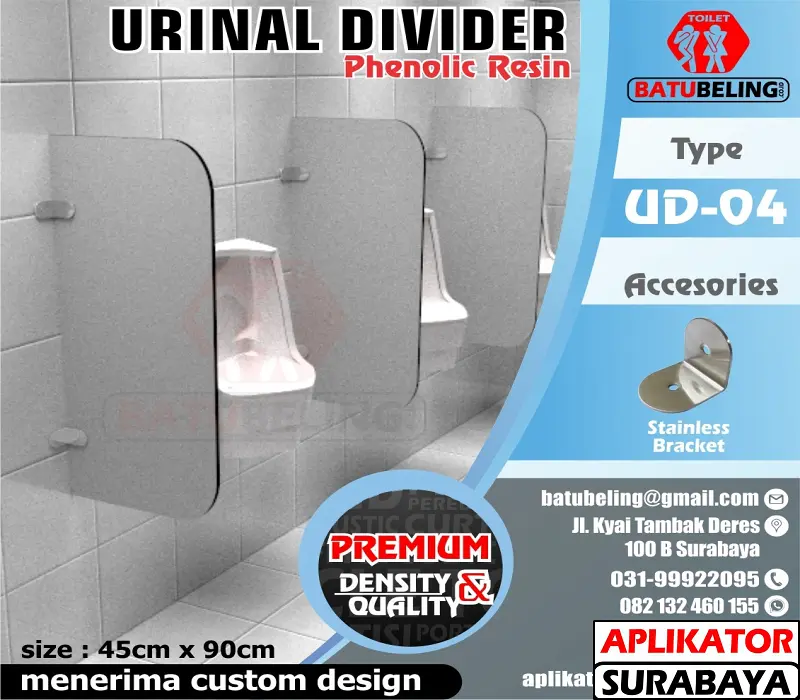 URINAL DIVIDER
Phenolic Resin
TOILET
BATUBELING
Type
UD-04
Accesories
Stainless
Bracket
BATUBELING
PREMIUM
DENSITY &
QUALITY
batubeling@gmail.com
Jl. Kyai Tambak Deres
100 B Surabaya
031-99922095
082 132 460 155
size : 45cm x 90cm
menerima custom design
APLIKATOR
SURABAYA